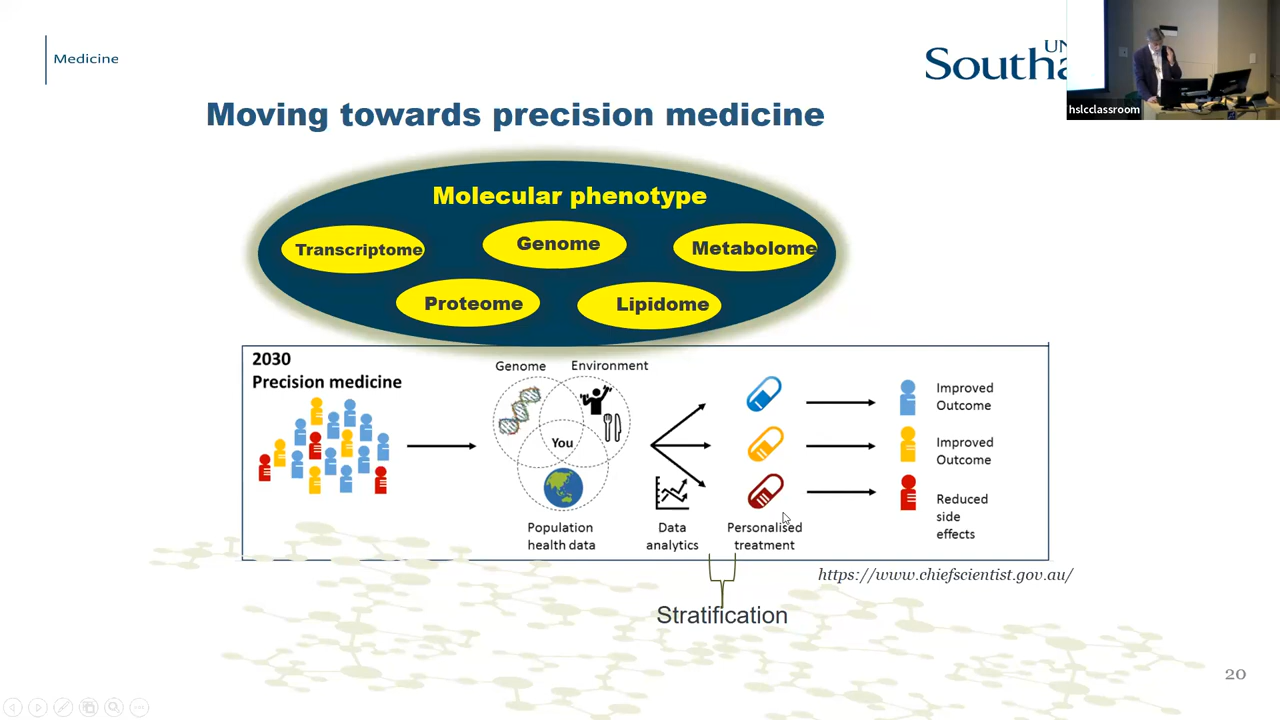 Medicine
UN
Southa
hslcclassroom
Moving towards precision medicine
Molecular phenotype
Transcriptome
Genome
Metabolome
Proteome
Lipidome
2030
Precision medicine
Genome
Environment
You
Population
health data
Data
analytics
Personalised
treatment
Improved
Outcome
Improved
Outcome
Reduced
side
effects
https://www.chiefscientist.gov.au/
Stratification
20